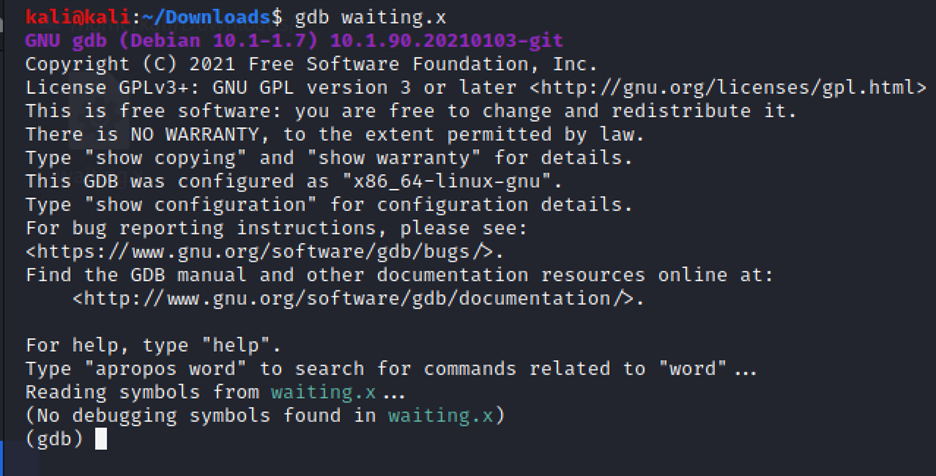 kali@kali:~/Downloads$ gdb waiting.x
GNU gdb (Debian 10.1-1.7) 10.1.90.20210103-git
Copyright (C) 2021 Free Software Foundation, Inc.
License GPLv3+: GNU GPL version 3 or later <http://gnu.org/licenses/gpl.html>
This is free software: you are free to change and redistribute it.
There is NO WARRANTY, to the extent permitted by law.
Type "show copying" and "show warranty" for details.
This GDB was configured as "x86_64-linux-gnu".
Type "show configuration" for configuration details.
For bug reporting instructions, please see:
<https://www.gnu.org/software/gdb/bugs/>.
Find the GDB manual and other documentation resources online at:
    <http://www.gnu.org/software/gdb/documentation/>.

For help, type "help".
Type "apropos word" to search for commands related to "word"...
Reading symbols from waiting.x...
(No debugging symbols found in waiting.x)
(gdb)